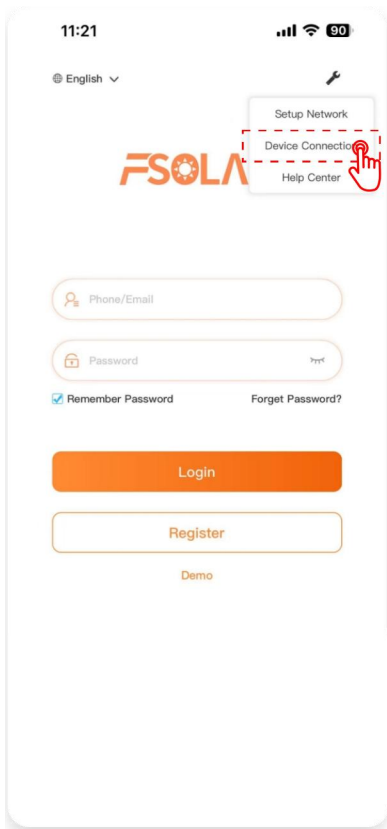 11:21
90
English
Setup Network
Device Connection
FSOLA
Help Center
Phone/Email
Password
Remember Password
Forget Password?
Login
Register
Demo